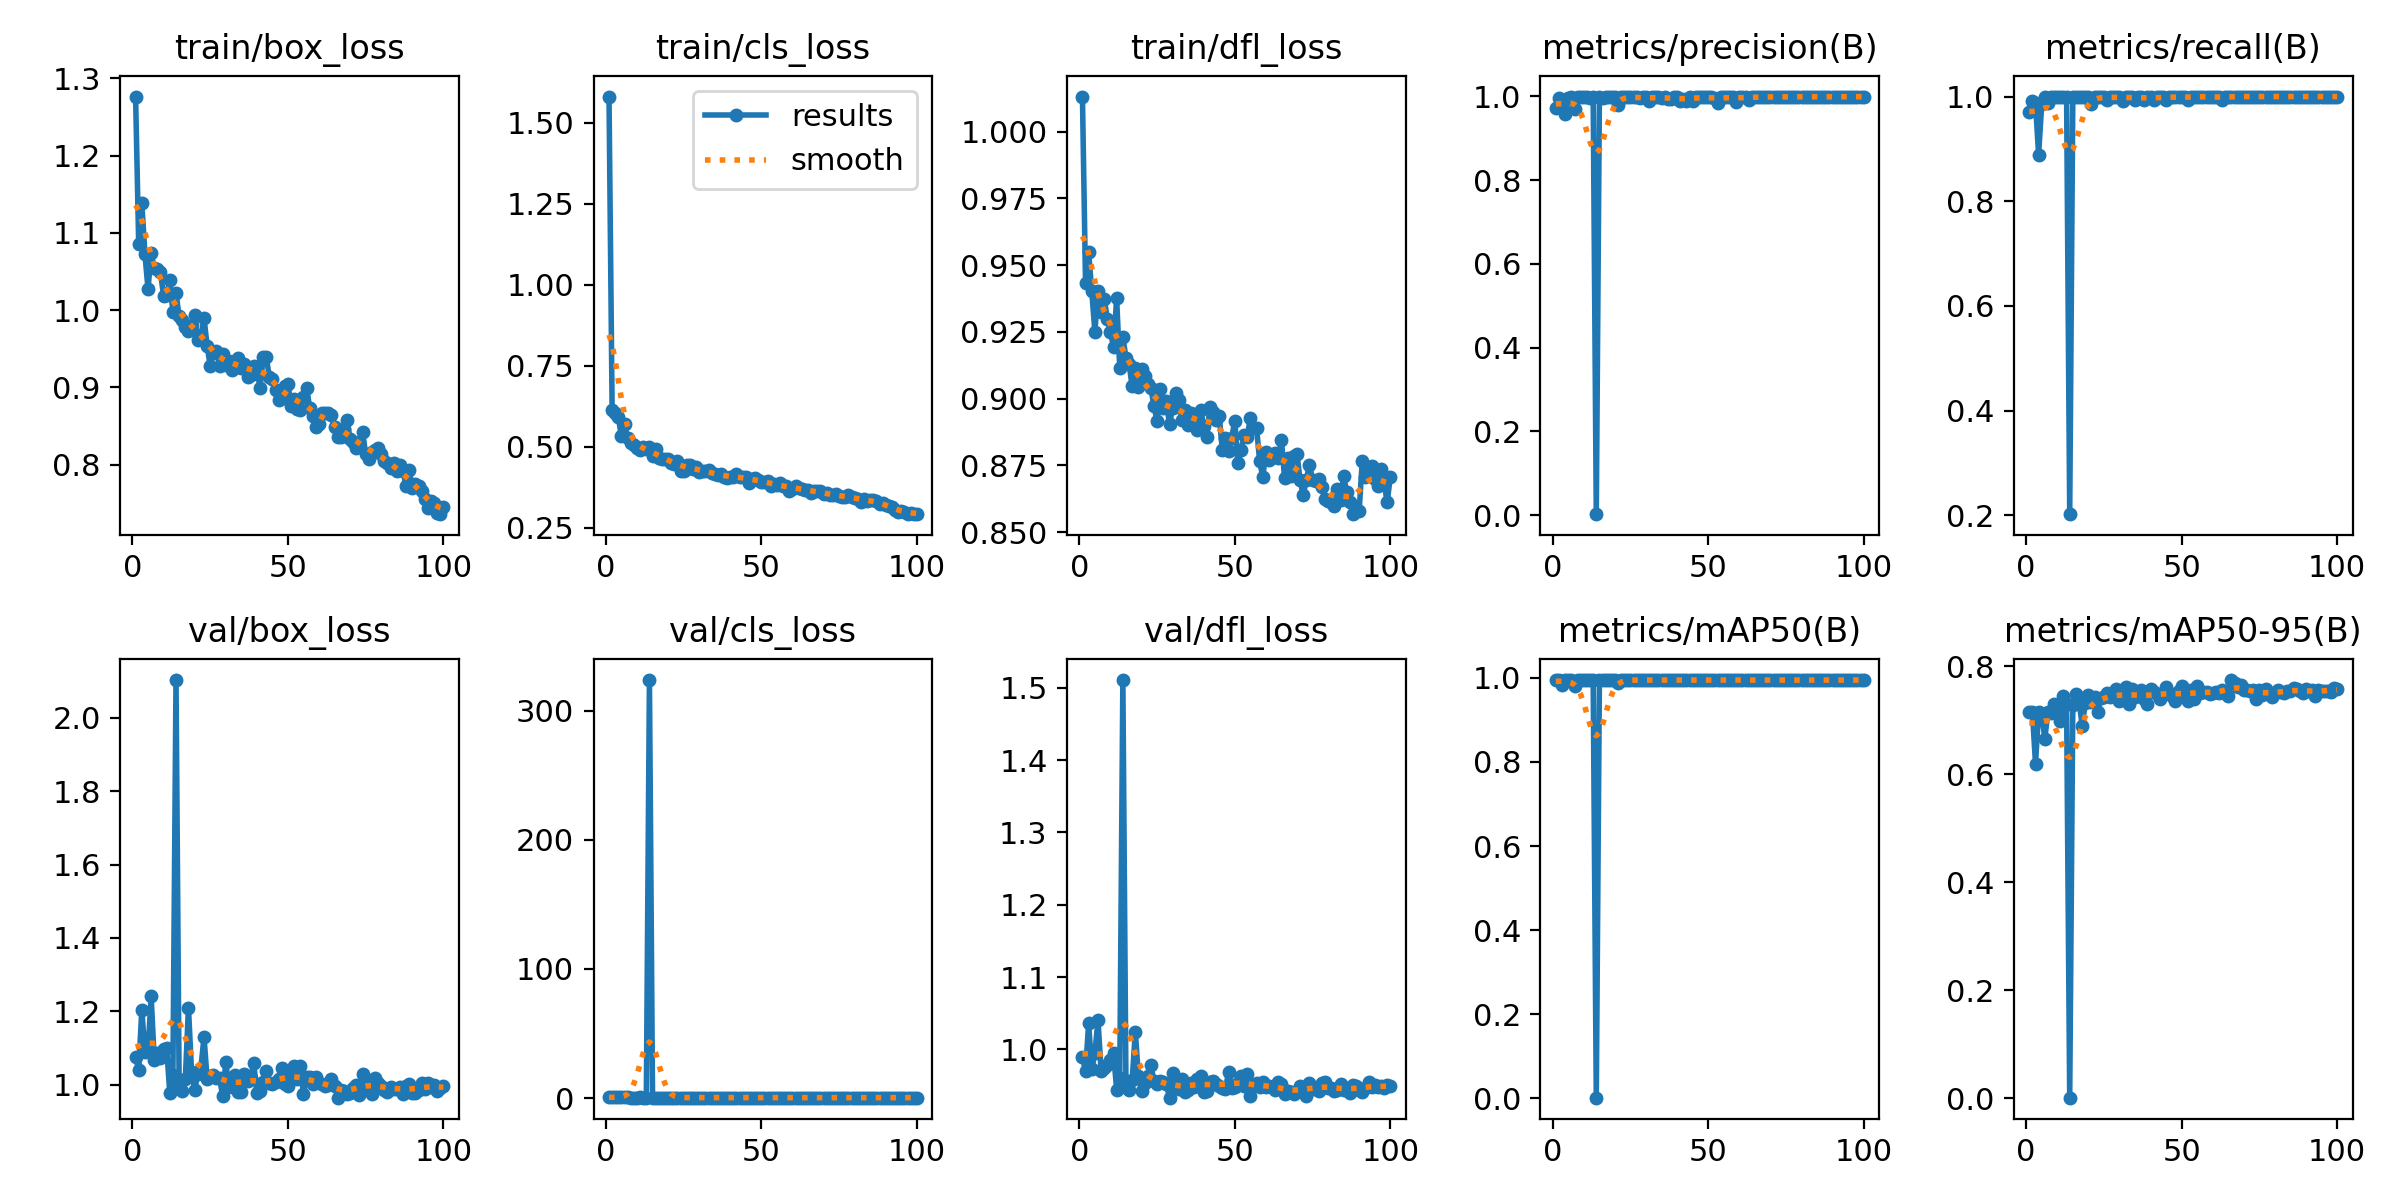 train/box_loss
1.3
1.2
1.1
1.0
0.9
0.8
0 50 100
train/cls_loss
results
smooth
1.50
1.25
1.00
0.75
0.50
0.25
0 50 100
train/dfl_loss
1.000
0.975
0.950
0.925
0.900
0.875
0.850
0 50 100
metrics/precision(B)
1.0
0.8
0.6
0.4
0.2
0.0
0 50 100
metrics/recall(B)
1.0
0.8
0.6
0.4
0.2
0 50 100
val/box_loss
2.0
1.8
1.6
1.4
1.2
1.0
0 50 100
val/cls_loss
300
200
100
0
0 50 100
val/dfl_loss
1.5
1.4
1.3
1.2
1.1
1.0
0 50 100
metrics/mAP50(B)
1.0
0.8
0.6
0.4
0.2
0.0
0 50 100
metrics/mAP50-95(B)
0.8
0.6
0.4
0.2
0.0
0 50 100